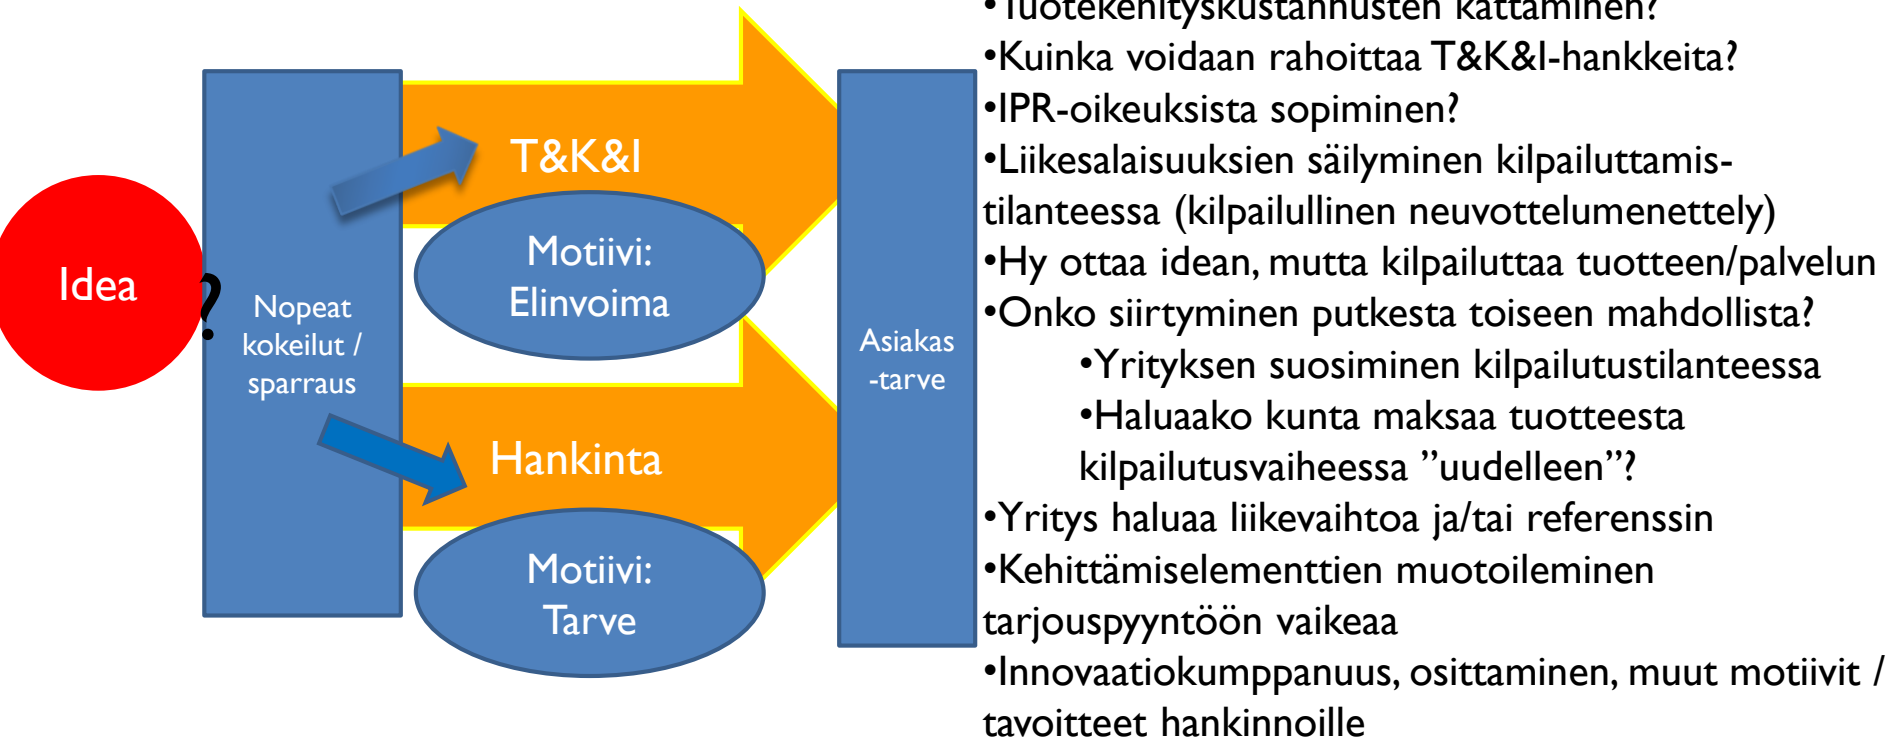 Idea
?
Nopeat
kokeilut /
sparraus
T&K&I
Motiivi:
Elinvoima
Hankinta
Motiivi:
Tarve
Asiakas
-tarve
•Tuotekehityskustannusten kattaminen?
•Kuinka voidaan rahoittaa T&K&I-hankkeita?
•IPR-oikeuksista sopiminen?
•Liikesalaisuuksien säilyminen kilpailuttamis-
tilanteessa (kilpailullinen neuvottelumenettely)
•Hy ottaa idean, mutta kilpailuttaa tuotteen/palvelun
•Onko siirtyminen putkesta toiseen mahdollista?
•Yrityksen suosiminen kilpailutustilanteessa
•Haluaako kunta maksaa tuotteesta
kilpailutusvaiheessa ”uudelleen”?
•Yritys haluaa liikevaihtoa ja/tai referenssin
•Kehittämiselementtien muotoileminen
tarjouspyyntöön vaikeaa
•Innovaatiokumppanuus, osittaminen, muut motiivit /
tavoitteet hankinnoille